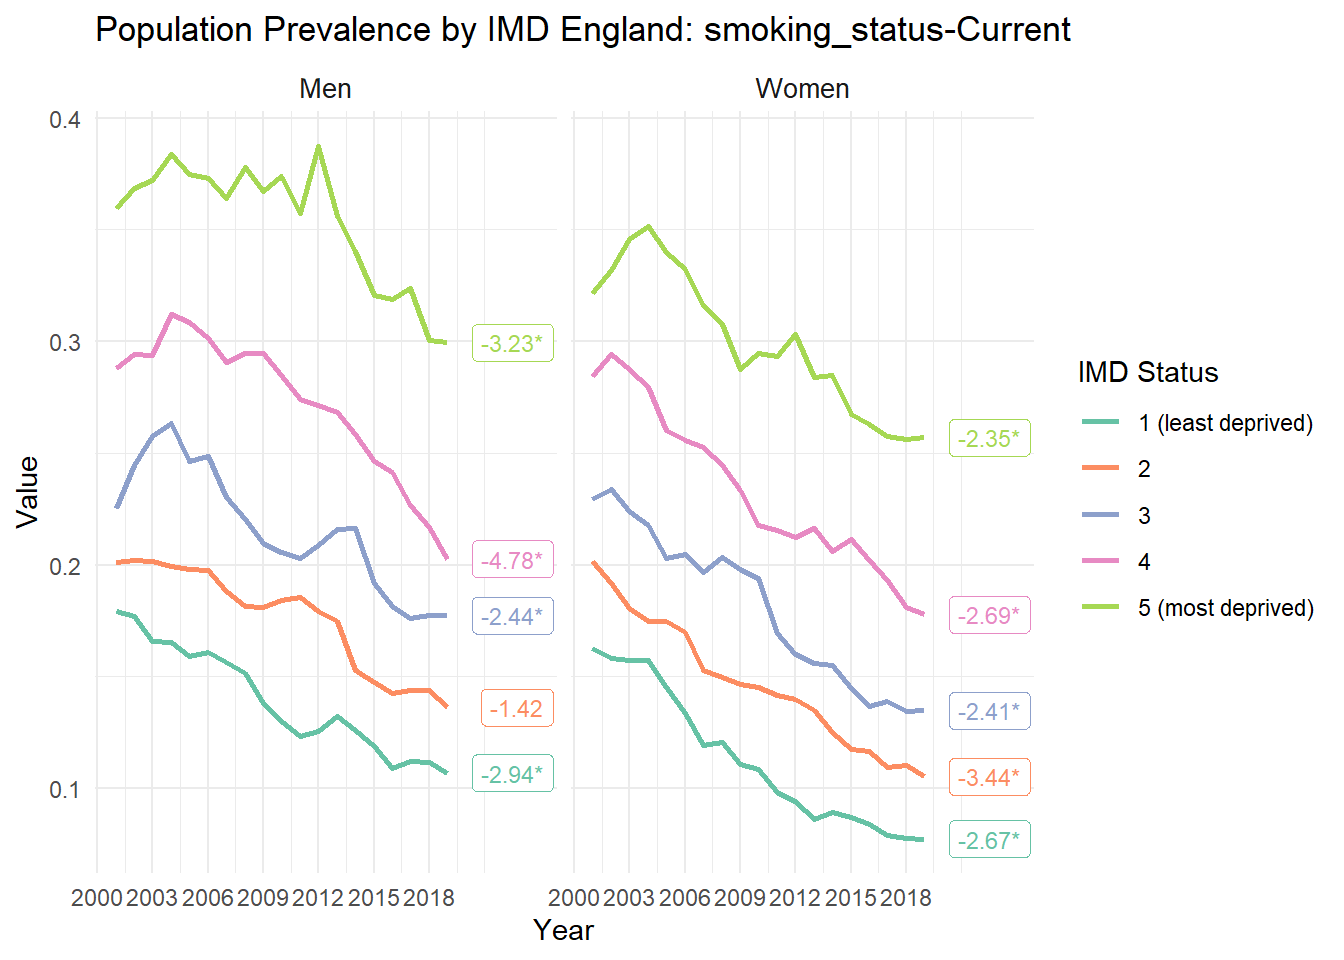 Population Prevalence by IMD England: smoking_status-Current
Men
Women
0.4
0.3
0.2
0.1
Value
-3.23*
-4.78*
-2.44*
-1.42
-2.94*
-2.35*
-2.69*
-2.41*
-3.44*
-2.67*
2000 2003 2006 2009 2012 2015 2018
2000 2003 2006 2009 2012 2015 2018
Year
IMD Status
1 (least deprived)
2
3
4
5 (most deprived)